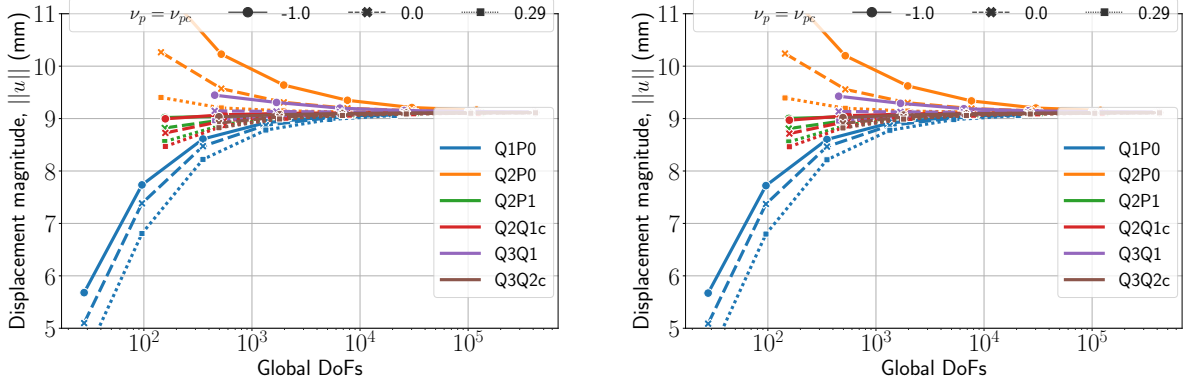 ν_p = ν_pc -1.0 0.0 0.29
Displacement magnitude, ||u|| (mm)
11
10
9
8
7
6
5
Q1P0
Q2P0
Q2P1
Q2Q1c
Q3Q1
Q3Q2c
10^2 10^3 10^4 10^5
Global DoFs
ν_p = ν_pc -1.0 0.0 0.29
Displacement magnitude, ||u|| (mm)
11
10
9
8
7
6
5
Q1P0
Q2P0
Q2P1
Q2Q1c
Q3Q1
Q3Q2c
10^2 10^3 10^4 10^5
Global DoFs